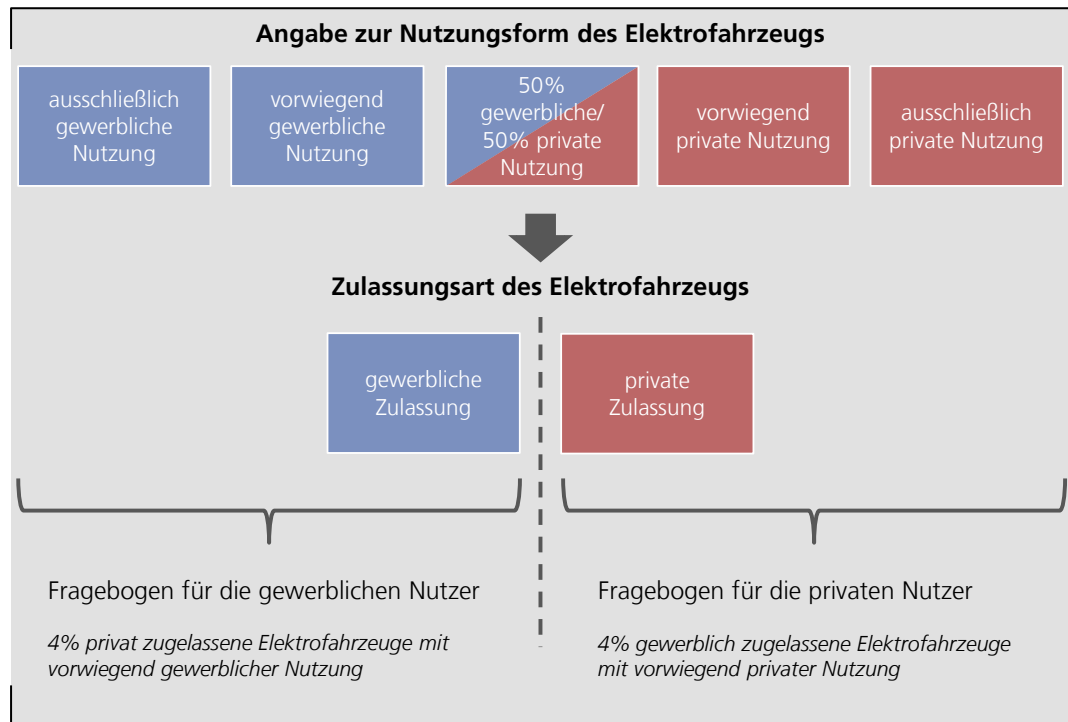 Angabe zur Nutzungsform des Elektrofahrzeugs
ausschließlich
gewerbliche
Nutzung
vorwiegend
gewerbliche
Nutzung
50%
gewerbliche/
50% private
Nutzung
vorwiegend
private Nutzung
ausschließlich
private Nutzung
Zulassungsart des Elektrofahrzeugs
gewerbliche
Zulassung
private
Zulassung
Fragebogen für die gewerblichen Nutzer
4% privat zugelassene Elektrofahrzeuge mit
vorwiegend gewerblicher Nutzung
Fragebogen für die privaten Nutzer
4% gewerblich zugelassene Elektrofahrzeuge
mit vorwiegend privater Nutzung